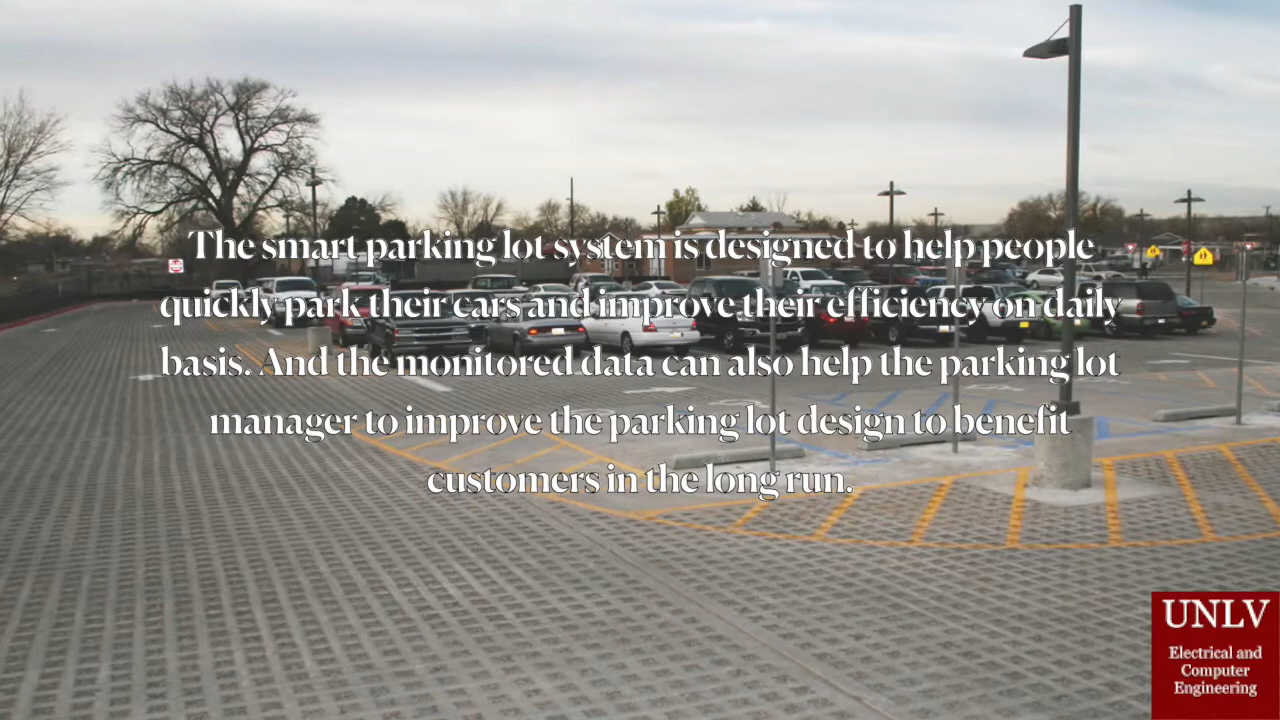 The smart parking lot system is designed to help people
quickly park their cars and improve their efficiency on daily
basis. And the monitored data can also help the parking lot
manager to improve the parking lot design to benefit
customers in the long run.
UNLV
Electrical and
Computer
Engineering